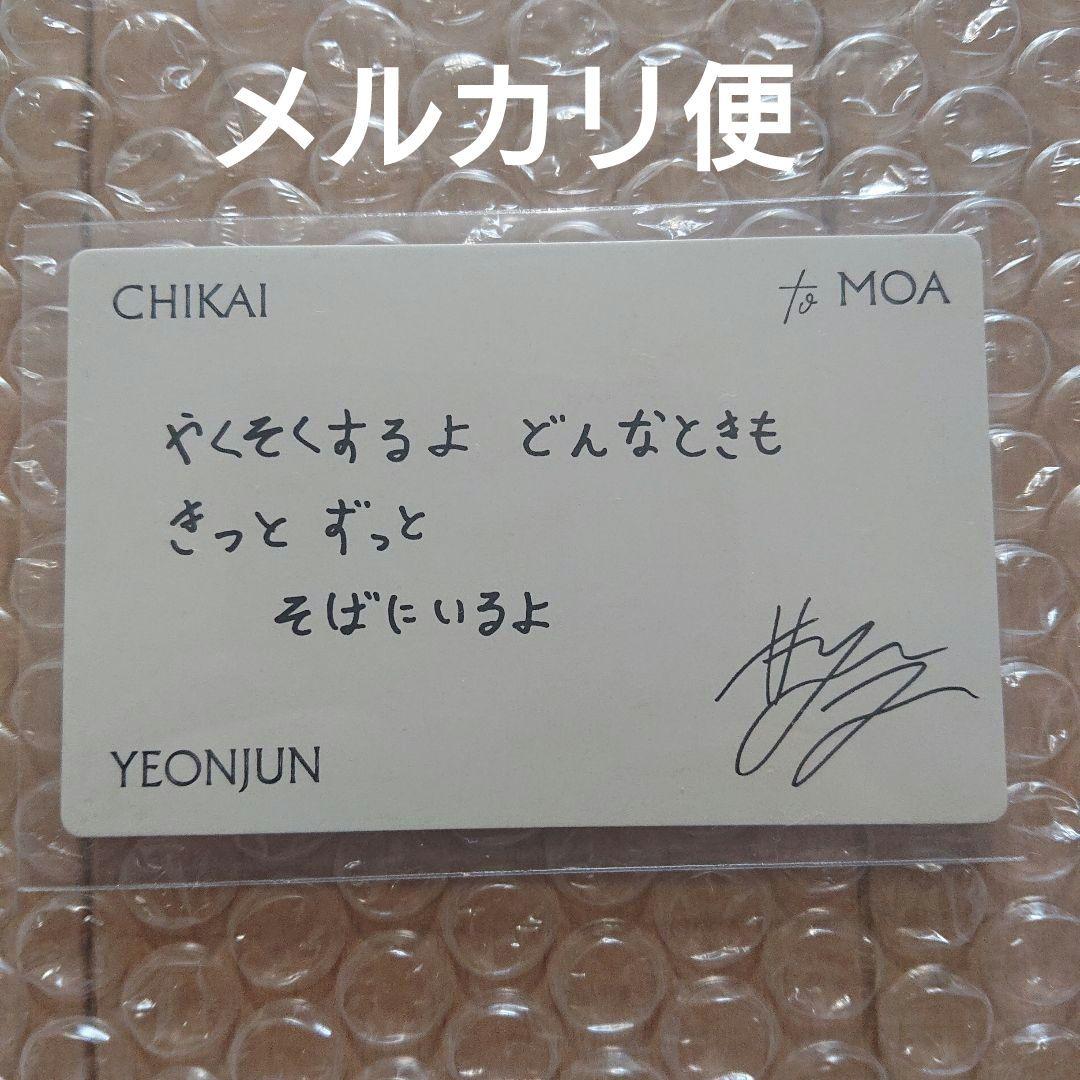 メルカリ便
CHIKAI
to MOA
やくそくするよ どんなときも
きっと ずっと
そばにいるよ
YEONJUN